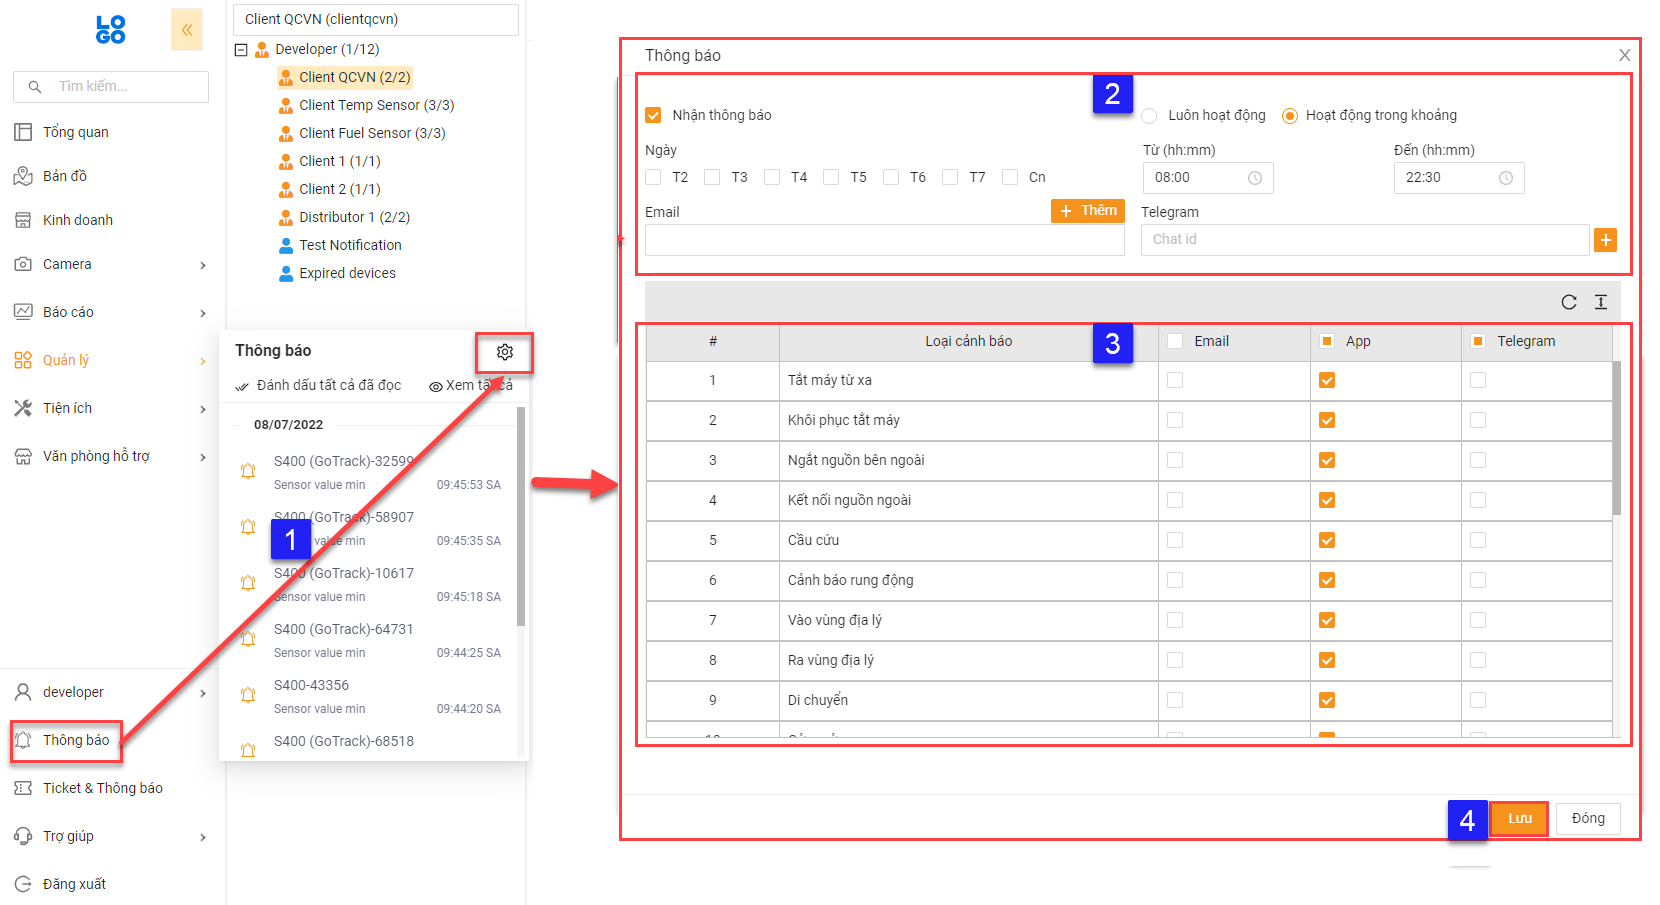 LO
GO
«
Tìm kiếm...
Tổng quan
Bản đồ
Kinh doanh
Camera
Báo cáo
Quản lý
Tiện ích
Văn phòng hỗ trợ
developer
Thông báo
Ticket & Thông báo
Trợ giúp
Đăng xuất
Client QCVN (clientqcvn)
Developer (1/12)
Client QCVN (2/2)
Client Temp Sensor (3/3)
Client Fuel Sensor (3/3)
Client 1 (1/1)
Client 2 (1/1)
Distributor 1 (2/2)
Test Notification
Expired devices
Thông báo
Đánh dấu tất cả đã đọc Xem tất cả
08/07/2022
S400 (GoTrack)-32599
Sensor value min 09:45:53 SA
S400 (GoTrack)-58907
value min 09:45:35 SA
1
S400 (GoTrack)-10617
Sensor value min 09:45:18 SA
S400 (GoTrack)-64731
Sensor value min 09:44:25 SA
S400-43356
Sensor value min 09:44:20 SA
S400 (GoTrack)-68518
Thông báo X
2
Nhận thông báo Luôn hoạt động Hoạt động trong khoảng
Ngày Từ (hh:mm) Đến (hh:mm)
T2 T3 T4 T5 T6 T7 Cn 08:00 22:30
Email + Thêm Telegram
Chat id +
3
# Loại cảnh báo Email App Telegram
1 Tắt máy từ xa
2 Khôi phục tắt máy
3 Ngắt nguồn bên ngoài
4 Kết nối nguồn ngoài
5 Cầu cứu
6 Cảnh báo rung động
7 Vào vùng địa lý
8 Ra vùng địa lý
9 Di chuyển
4 Lưu Đóng